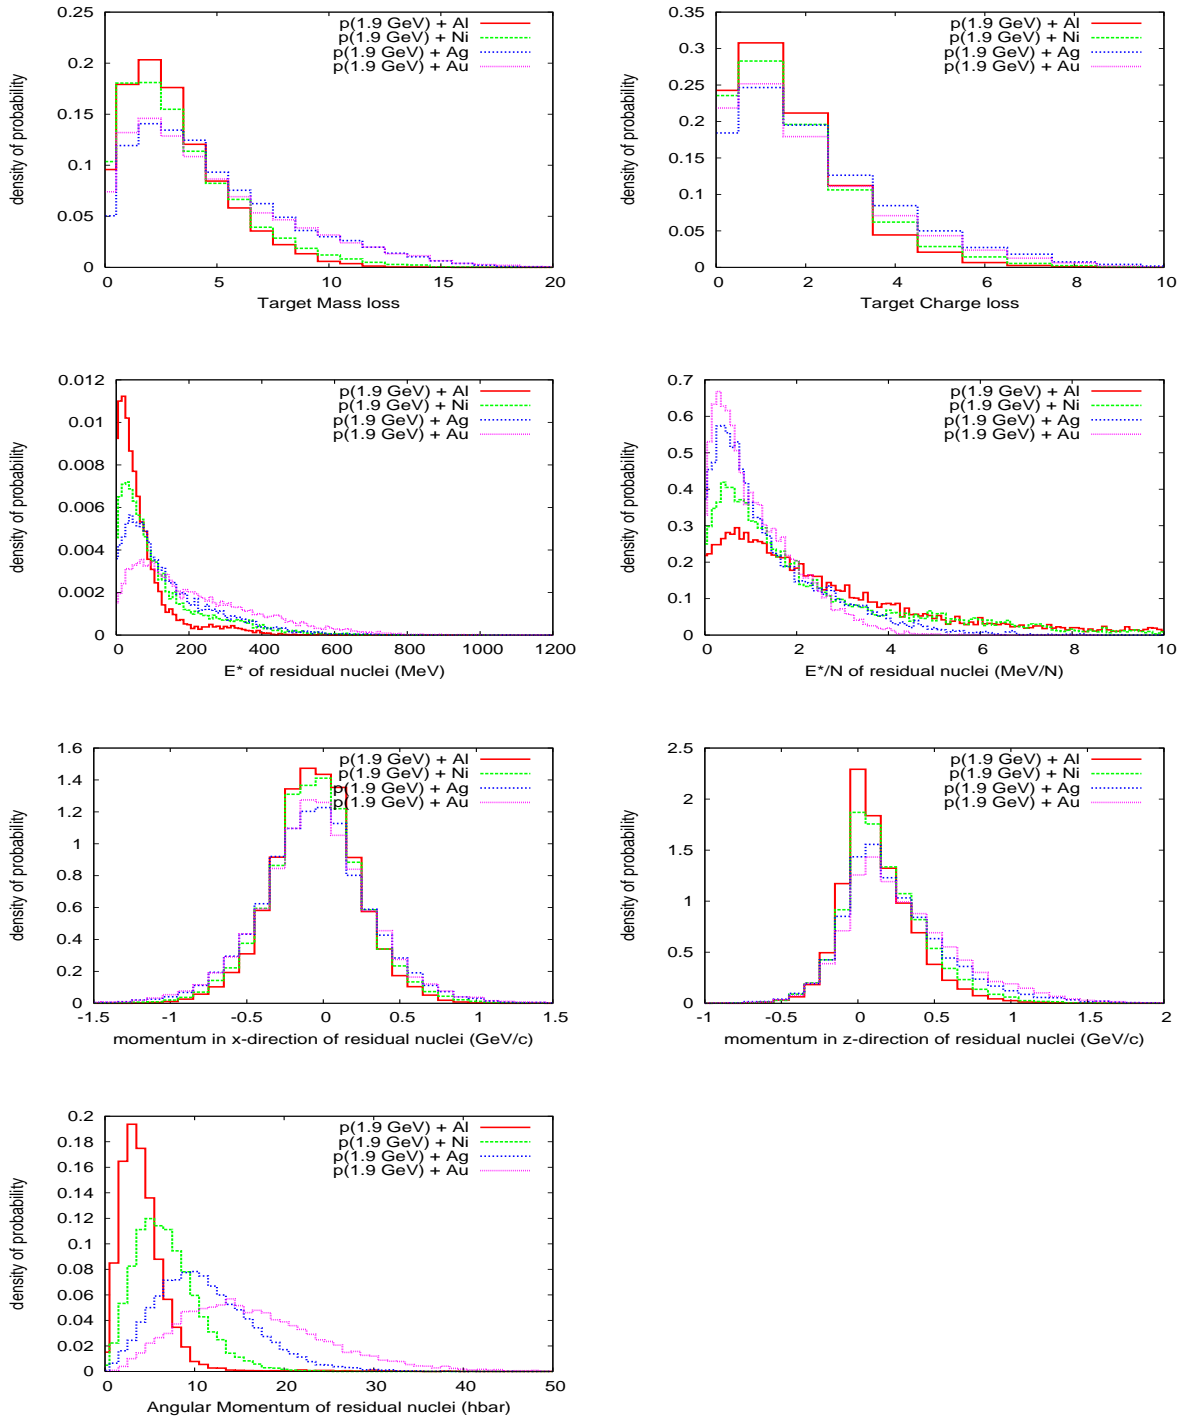 density of probability
0.25
0.2
0.15
0.1
0.05
0
p(1.9 GeV) + Al
p(1.9 GeV) + Ni
p(1.9 GeV) + Ag
p(1.9 GeV) + Au
0 5 10 15 20
Target Mass loss
density of probability
0.35
0.3
0.25
0.2
0.15
0.1
0.05
0
p(1.9 GeV) + Al
p(1.9 GeV) + Ni
p(1.9 GeV) + Ag
p(1.9 GeV) + Au
0 2 4 6 8 10
Target Charge loss
density of probability
0.012
0.01
0.008
0.006
0.004
0.002
0
p(1.9 GeV) + Al
p(1.9 GeV) + Ni
p(1.9 GeV) + Ag
p(1.9 GeV) + Au
0 200 400 600 800 1000 1200
E* of residual nuclei (MeV)
density of probability
0.7
0.6
0.5
0.4
0.3
0.2
0.1
0
p(1.9 GeV) + Al
p(1.9 GeV) + Ni
p(1.9 GeV) + Ag
p(1.9 GeV) + Au
0 2 4 6 8 10
E*/N of residual nuclei (MeV/N)
density of probability
1.6
1.4
1.2
1
0.8
0.6
0.4
0.2
0
p(1.9 GeV) + Al
p(1.9 GeV) + Ni
p(1.9 GeV) + Ag
p(1.9 GeV) + Au
-1.5 -1 -0.5 0 0.5 1 1.5
momentum in x-direction of residual nuclei (GeV/c)
density of probability
2.5
2
1.5
1
0.5
0
p(1.9 GeV) + Al
p(1.9 GeV) + Ni
p(1.9 GeV) + Ag
p(1.9 GeV) + Au
-1 -0.5 0 0.5 1 1.5 2
momentum in z-direction of residual nuclei (GeV/c)
density of probability
0.2
0.18
0.16
0.14
0.12
0.1
0.08
0.06
0.04
0.02
0
p(1.9 GeV) + Al
p(1.9 GeV) + Ni
p(1.9 GeV) + Ag
p(1.9 GeV) + Au
0 10 20 30 40 50
Angular Momentum of residual nuclei (hbar)